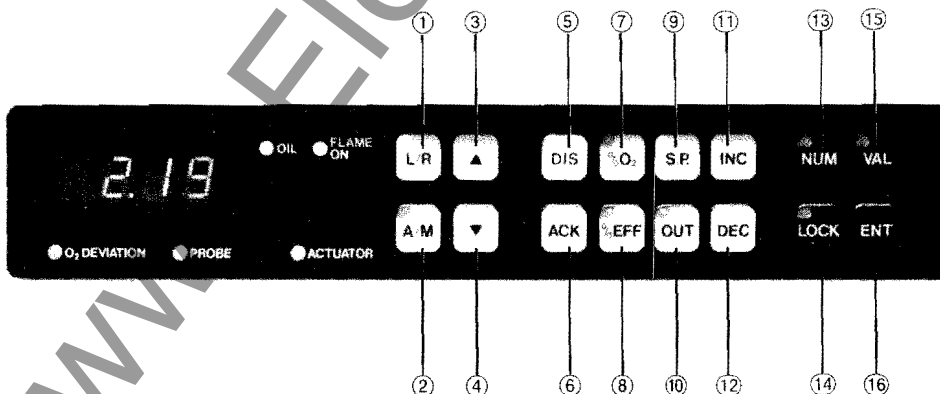 ① ③ ⑤ ⑦ ⑨ ⑪ ⑬ ⑮
OIL FLAME ON L/R ▲ DIS %O₂ S.P. INC NUM VAL
2.19
A/M ▼ ACK %EFF OUT DEC LOCK ENT
O₂ DEVIATION PROBE ACTUATOR
② ④ ⑥ ⑧ ⑩ ⑫ ⑭ ⑯